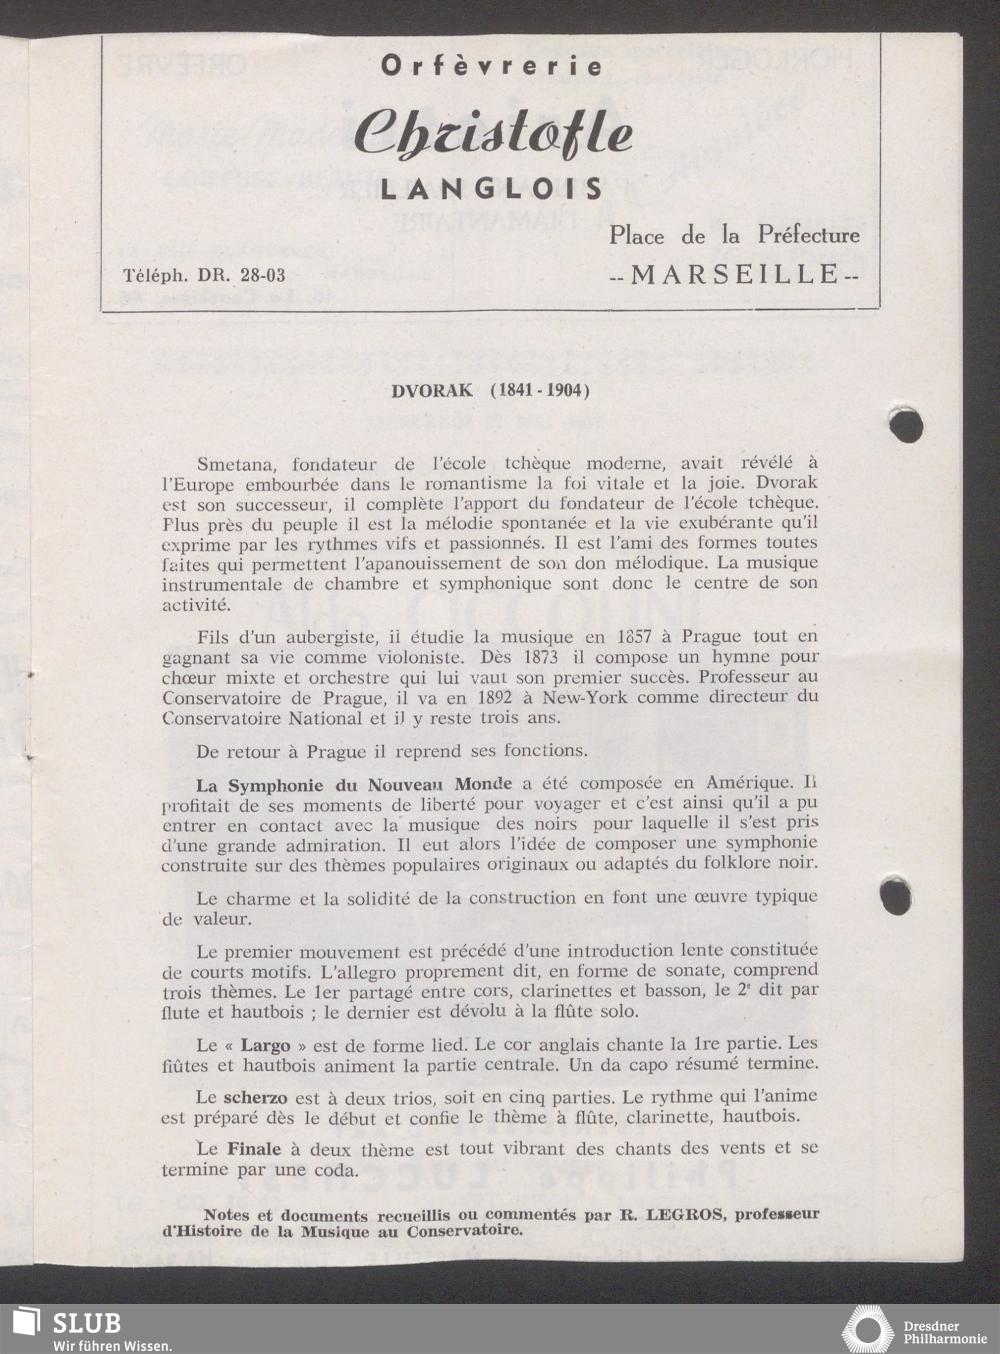 Orfèvrerie
Christofle
LANGLOIS
Place de la Préfecture
Téléph. DR. 28-03
-- MARSEILLE --
DVORAK (1841 - 1904)
Smetana, fondateur de l'école tchèque moderne, avait révélé à
l'Europe embourbée dans le romantisme la foi vitale et la joie. Dvorak
est son successeur, il complète l'apport du fondateur de l'école tchèque.
Plus près du peuple il est la mélodie spontanée et la vie exubérante qu'il
exprime par les rythmes vifs et passionnés. Il est l'ami des formes toutes
faites qui permettent l'apanouissement de son don mélodique. La musique
instrumentale de chambre et symphonique sont donc le centre de son
activité.
Fils d'un aubergiste, il étudie la musique en 1857 à Prague tout en
gagnant sa vie comme violoniste. Dès 1873 il compose un hymne pour
chœur mixte et orchestre qui lui vaut son premier succès. Professeur au
Conservatoire de Prague, il va en 1892 à New-York comme directeur du
Conservatoire National et il y reste trois ans.
De retour à Prague il reprend ses fonctions.
La Symphonie du Nouveau Monde a été composée en Amérique. Il
profitait de ses moments de liberté pour voyager et c'est ainsi qu'il a pu
entrer en contact avec la musique des noirs pour laquelle il s'est pris
d'une grande admiration. Il eut alors l'idée de composer une symphonie
construite sur des thèmes populaires originaux ou adaptés du folklore noir.
Le charme et la solidité de la construction en font une œuvre typique
de valeur.
Le premier mouvement est précédé d'une introduction lente constituée
de courts motifs. L'allegro proprement dit, en forme de sonate, comprend
trois thèmes. Le 1er partagé entre cors, clarinettes et basson, le 2e dit par
flute et hautbois ; le dernier est dévolu à la flûte solo.
Le « Largo » est de forme lied. Le cor anglais chante la 1re partie. Les
flûtes et hautbois animent la partie centrale. Un da capo résumé termine.
Le scherzo est à deux trios, soit en cinq parties. Le rythme qui l'anime
est préparé dès le début et confie le thème à flûte, clarinette, hautbois.
Le Finale à deux thème est tout vibrant des chants des vents et se
termine par une coda.
Notes et documents recueillis ou commentés par R. LEGROS, professeur
d'Histoire de la Musique au Conservatoire.
SLUB
Wir führen Wissen.
Dresdner
Philharmonie